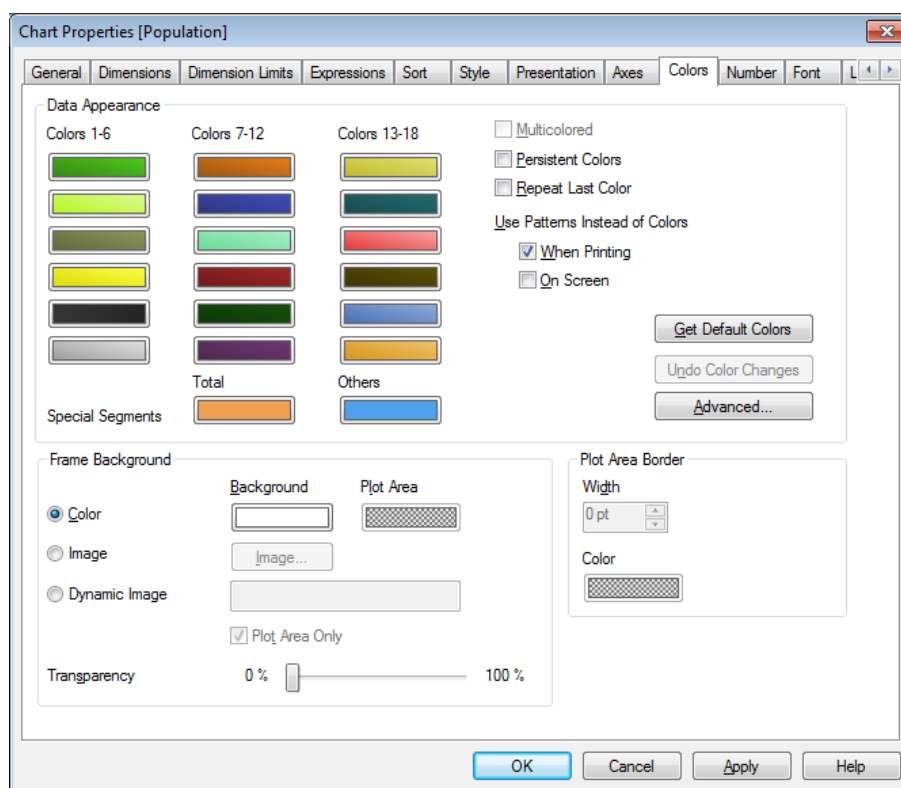 Chart Properties [Population]
General Dimensions Dimension Limits Expressions Sort Style Presentation Axes Colors Number Font L
Data Appearance
Colors 1-6 Colors 7-12 Colors 13-18
Multicolored
Persistent Colors
Repeat Last Color
Use Patterns Instead of Colors
When Printing
On Screen
Get Default Colors
Undo Color Changes
Advanced...
Total Others
Special Segments
Frame Background
Background Plot Area
Color
Image Image...
Dynamic Image
Plot Area Only
Transparency 0 % 100 %
Plot Area Border
Width
0 pt
Color
OK Cancel Apply Help